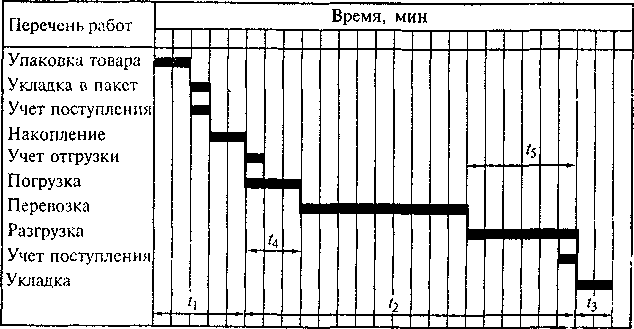 Перечень работ
Время, мин
Упаковка товара
Укладка в пакет
Учет поступления
Накопление
Учет отгрузки
Погрузка
Перевозка
Разгрузка
Учет поступления
Укладка
t5
t4
t1
t2
t3